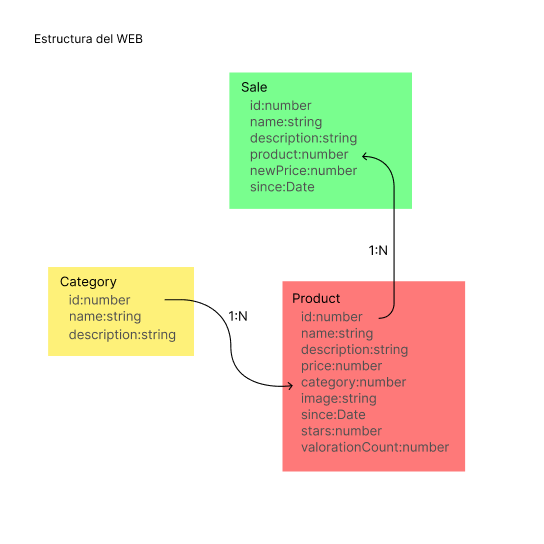 Estructura del WEB
Sale
id:number
name:string
description:string
product:number
newPrice:number
since:Date
1:N
Category
id:number
name:string
description:string
1:N
Product
id:number
name:string
description:string
price:number
category:number
image:string
since:Date
stars:number
valorationCount:number